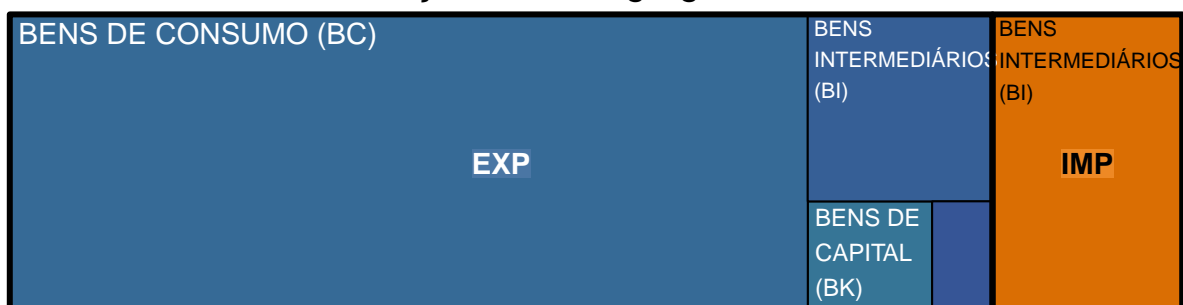 BENS DE CONSUMO (BC)
EXP
BENS
INTERMEDIÁRIOS
(BI)
BENS DE
CAPITAL
(BK)
BENS
INTERMEDIÁRIOS
(BI)
IMP